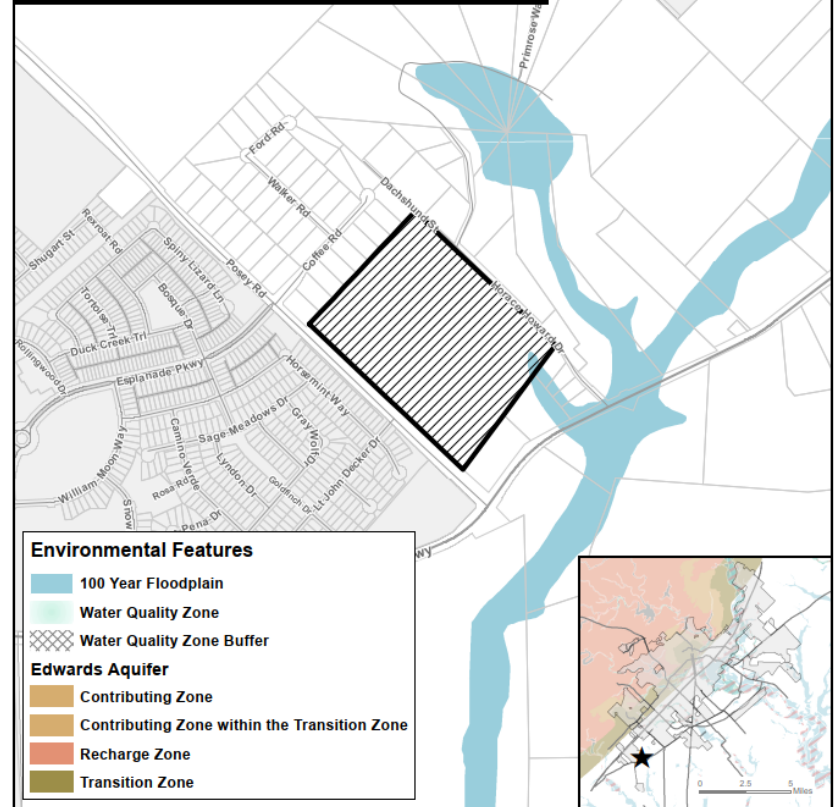 Primrose Wa
Ford Rd
Walker Rd
Dachshund St
Coffee Rd
Rexroat Rd
Shugart St
Spiny Lizard Ln
Posey Rd
Tortoise Trl
Bosque Dr
Duck Creek Trl
Rollingwood Dr
Esplanade Pkwy
Horace Howard Dr
Horsemint Way
Sage Meadows Dr
Gray Wolf Dr
William Moon Way
Camino Verde
Lyndon Dr
Goldfinch Dr
Lt John Decker Dr
Rosa Rd
Snow
Pena Dr
wy
Environmental Features
100 Year Floodplain
Water Quality Zone
Water Quality Zone Buffer
Edwards Aquifer
Contributing Zone
Contributing Zone within the Transition Zone
Recharge Zone
Transition Zone
0 2.5 5
Miles